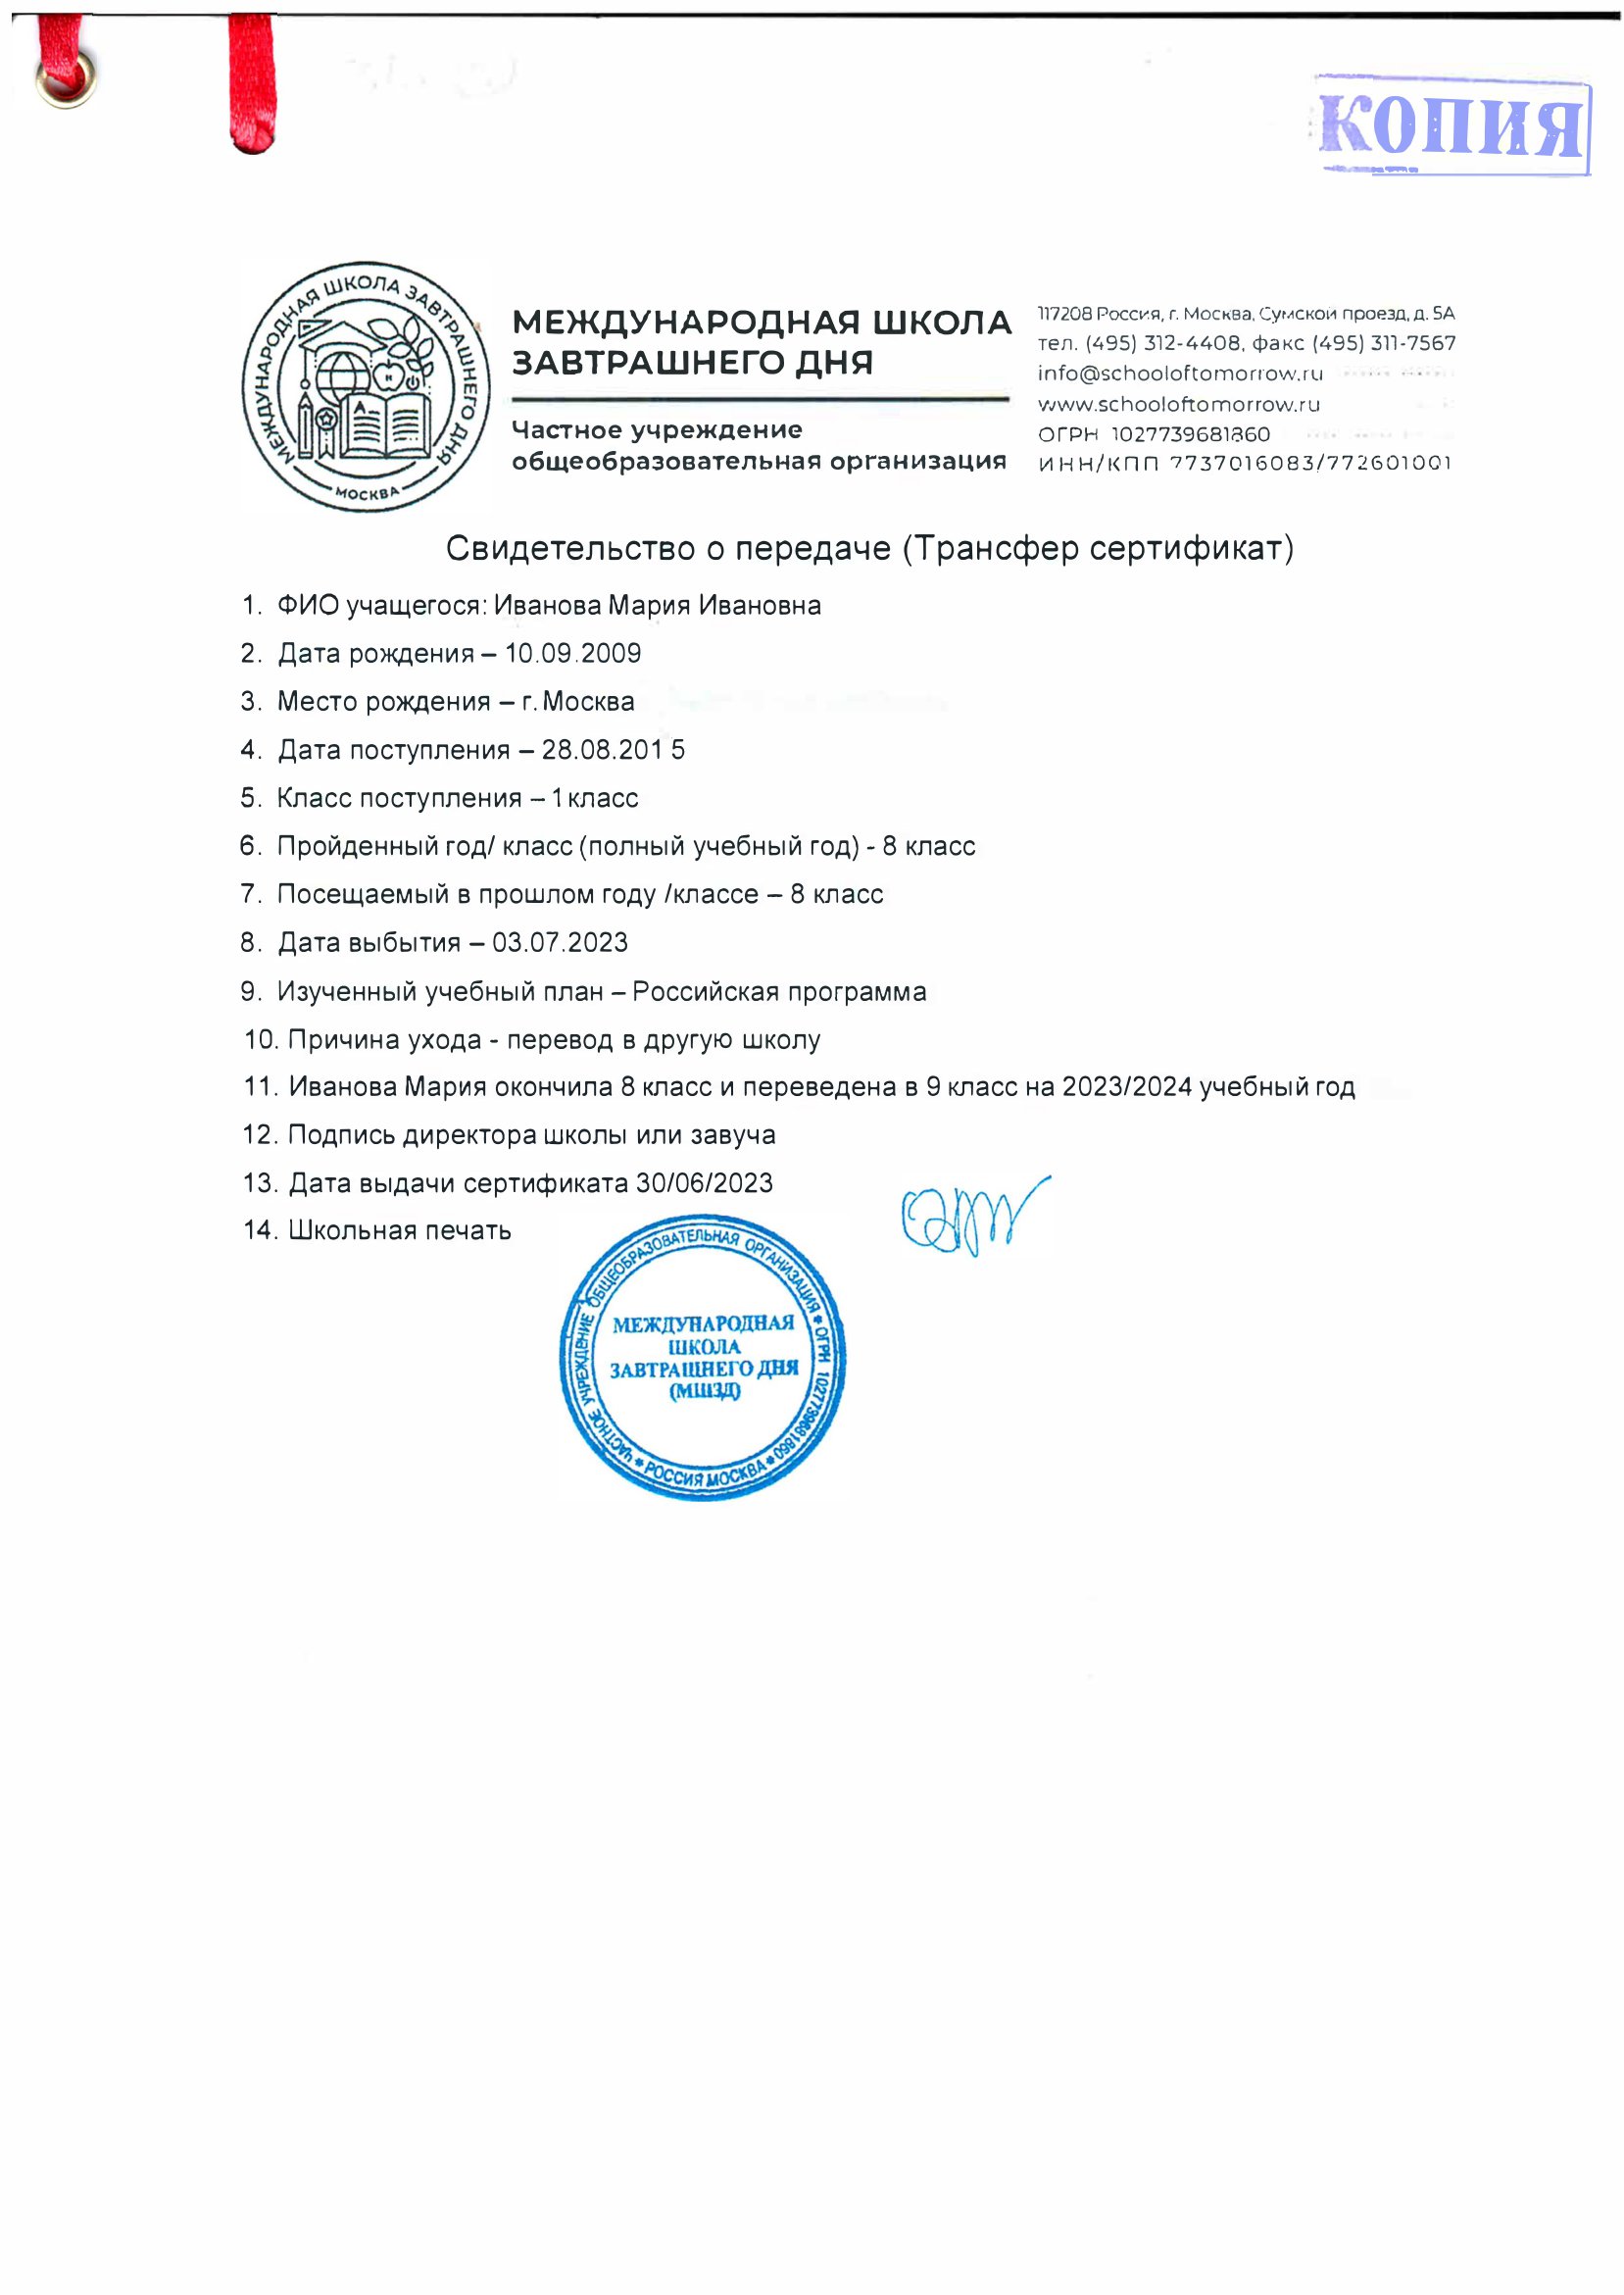 КОПИЯ
МЕЖДУНАРОДНАЯ ШКОЛА ЗАВТРАШНЕГО ДНЯ
МОСКВА
A
МЕЖДУНАРОДНАЯ ШКОЛА
ЗАВТРАШНЕГО ДНЯ
Частное учреждение
общеобразовательная организация
117208 Россия, г. Москва, Сумской проезд, д. 5А
тел. (495) 312-4408, факс (495) 311-7567
info@schooloftomorrow.ru
www.schooloftomorrow.ru
ОГРН 1027739681860
ИНН/КПП 7737016083/772601001
Свидетельство о передаче (Трансфер сертификат)
1. ФИО учащегося: Иванова Мария Ивановна
2. Дата рождения – 10.09.2009
3. Место рождения – г. Москва
4. Дата поступления – 28.08.201 5
5. Класс поступления – 1 класс
6. Пройденный год/ класс (полный учебный год) - 8 класс
7. Посещаемый в прошлом году /классе – 8 класс
8. Дата выбытия – 03.07.2023
9. Изученный учебный план – Российская программа
10. Причина ухода - перевод в другую школу
11. Иванова Мария окончила 8 класс и переведена в 9 класс на 2023/2024 учебный год
12. Подпись директора школы или завуча
13. Дата выдачи сертификата 30/06/2023
14. Школьная печать
ЧАСТНОЕ УЧРЕЖДЕНИЕ ОБЩЕОБРАЗОВАТЕЛЬНАЯ ОРГАНИЗАЦИЯ * ОГРН 1027739681860 * РОССИЯ МОСКВА *
МЕЖДУНАРОДНАЯ
ШКОЛА
ЗАВТРАШНЕГО ДНЯ
(МШЗД)